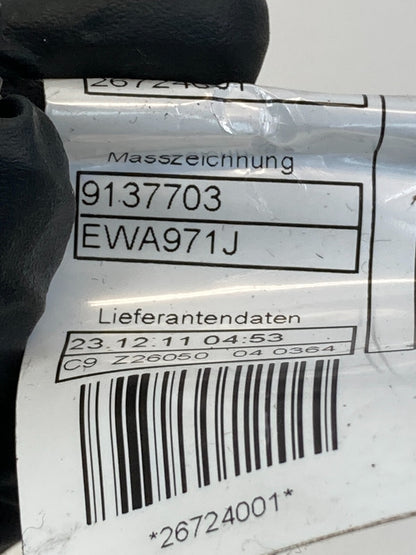 Masszeichnung
9137703
EWA971J
Lieferantendaten
23.12.11 04:53
C9 Z26050 04 0364
*26724001*